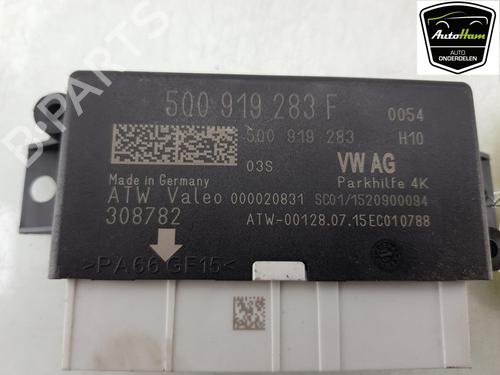 AutoHam
AUTO
ONDERDELEN
5Q0 919 283 F
0054
5Q0 919 283
H10
03S
VW AG
Made in Germany
Parkhilfe 4K
ATW Valeo 000020831 SC01/1520900094
308782
ATW-00128.07.15EC010788
>PA66 GF15<
B-PARTS